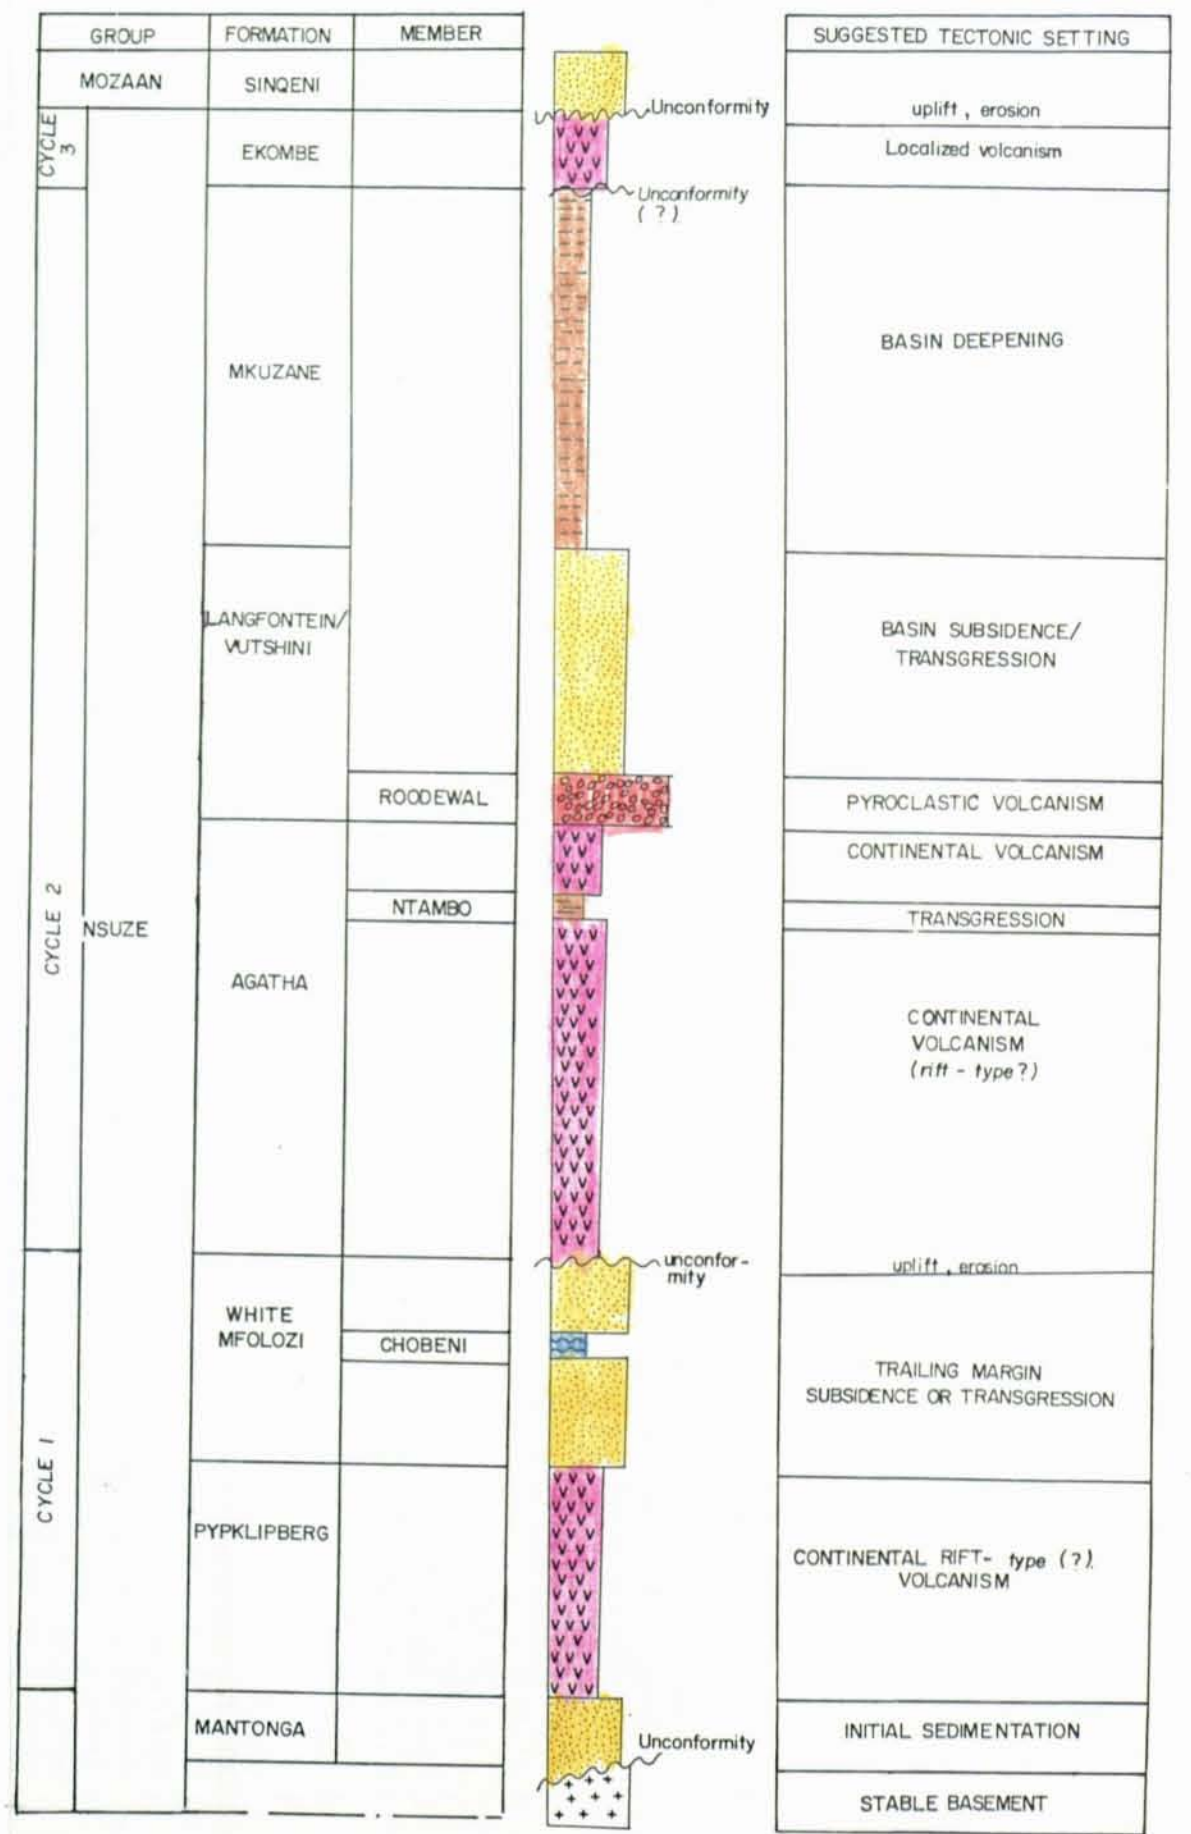 GROUP FORMATION MEMBER SUGGESTED TECTONIC SETTING
MOZAAN SINQENI
Unconformity
uplift, erosion
CYCLE 3
EKOMBE
Localized volcanism
Unconformity
(?)
MKUZANE
BASIN DEEPENING
LANGFONTEIN/
VUTSHINI
BASIN SUBSIDENCE/
TRANSGRESSION
ROODEWAL
PYROCLASTIC VOLCANISM
CONTINENTAL VOLCANISM
CYCLE 2
NSUZE
NTAMBO
TRANSGRESSION
AGATHA
CONTINENTAL
VOLCANISM
(rift - type?)
unconfor-
mity
uplift, erosion
WHITE
MFOLOZI
CHOBENI
TRAILING MARGIN
SUBSIDENCE OR TRANSGRESSION
CYCLE 1
PYPKLIPBERG
CONTINENTAL RIFT- type (?)
VOLCANISM
MANTONGA
Unconformity
INITIAL SEDIMENTATION
STABLE BASEMENT